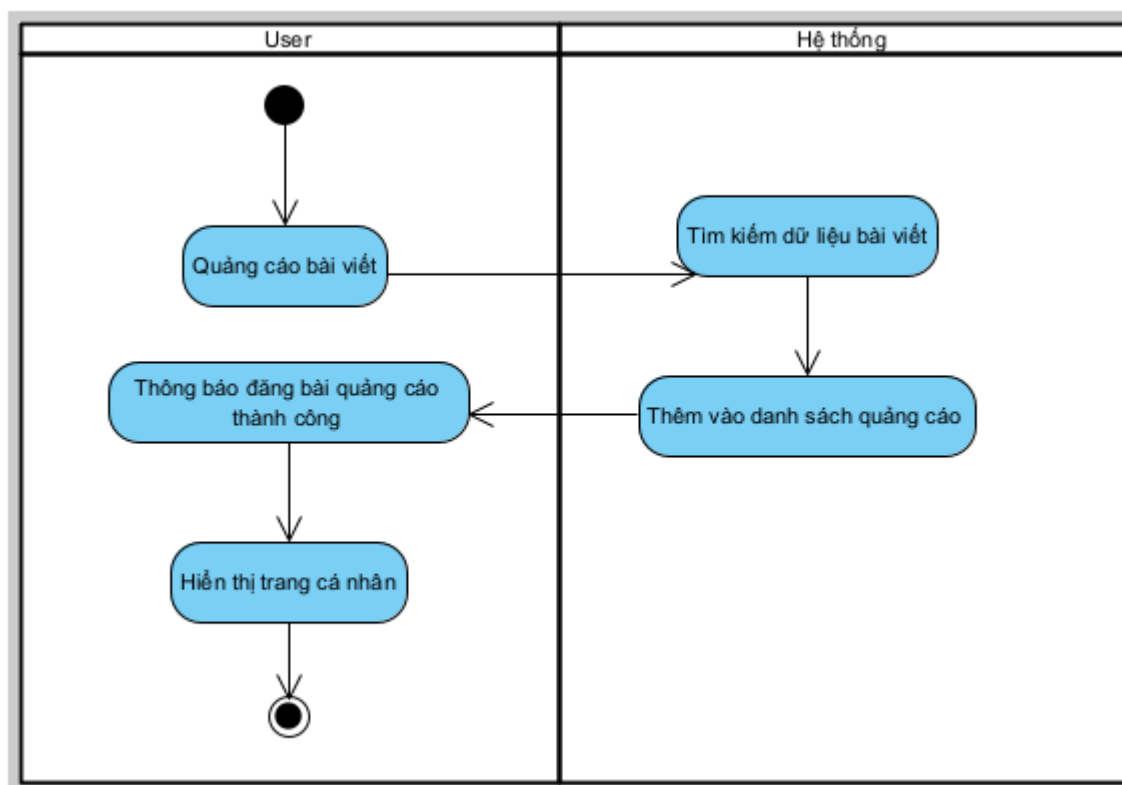 User
Hệ thống
Tìm kiếm dữ liệu bài viết
Quảng cáo bài viết
Thông báo đăng bài quảng cáo
thành công
Thêm vào danh sách quảng cáo
Hiển thị trang cá nhân